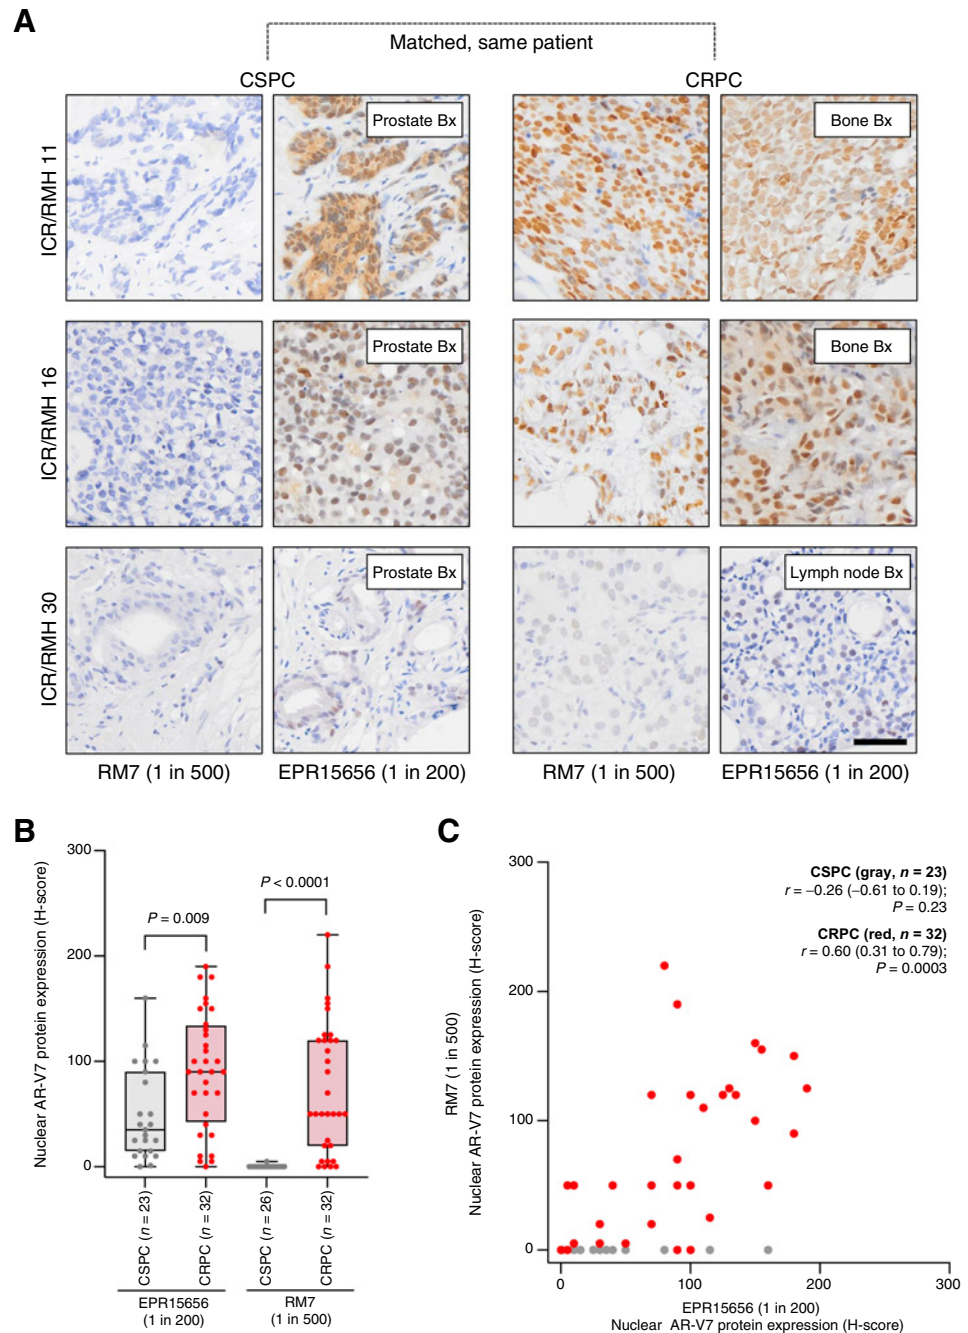 A
Matched, same patient
CSPC
CRPC
ICR/RMH 11
Prostate Bx
Bone Bx
ICR/RMH 16
Prostate Bx
Bone Bx
ICR/RMH 30
Prostate Bx
Lymph node Bx
RM7 (1 in 500)
EPR15656 (1 in 200)
RM7 (1 in 500)
EPR15656 (1 in 200)
B
Nuclear AR-V7 protein expression (H-score)
300
200
100
0
P = 0.009
P < 0.0001
CSPC (n = 23)
CRPC (n = 32)
CSPC (n = 26)
CRPC (n = 32)
EPR15656
(1 in 200)
RM7
(1 in 500)
C
RM7 (1 in 500)
Nuclear AR-V7 protein expression (H-score)
300
200
100
0
CSPC (gray, n = 23)
r = −0.26 (−0.61 to 0.19);
P = 0.23
CRPC (red, n = 32)
r = 0.60 (0.31 to 0.79);
P = 0.0003
0
100
200
300
EPR15656 (1 in 200)
Nuclear AR-V7 protein expression (H-score)